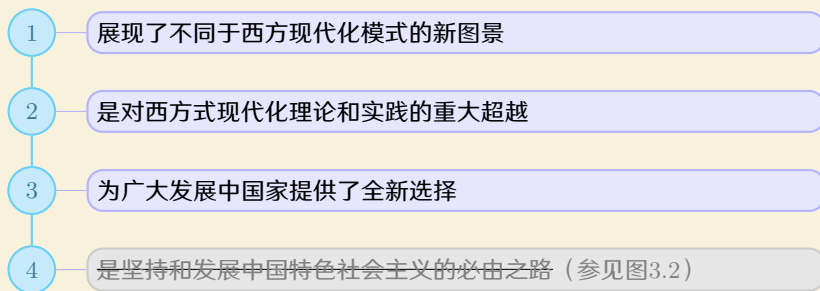 1 展现了不同于西方现代化模式的新图景
2 是对西方式现代化理论和实践的重大超越
3 为广大发展中国家提供了全新选择
4 是坚持和发展中国特色社会主义的必由之路（参见图3.2）